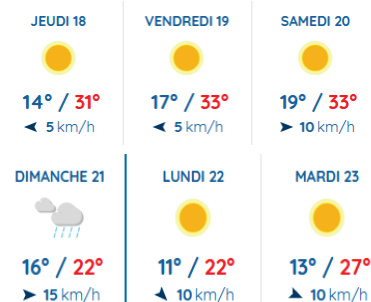 JEUDI 18
14° / 31°
5 km/h
VENDREDI 19
17° / 33°
5 km/h
SAMEDI 20
19° / 33°
10 km/h
DIMANCHE 21
16° / 22°
15 km/h
LUNDI 22
11° / 22°
10 km/h
MARDI 23
13° / 27°
10 km/h